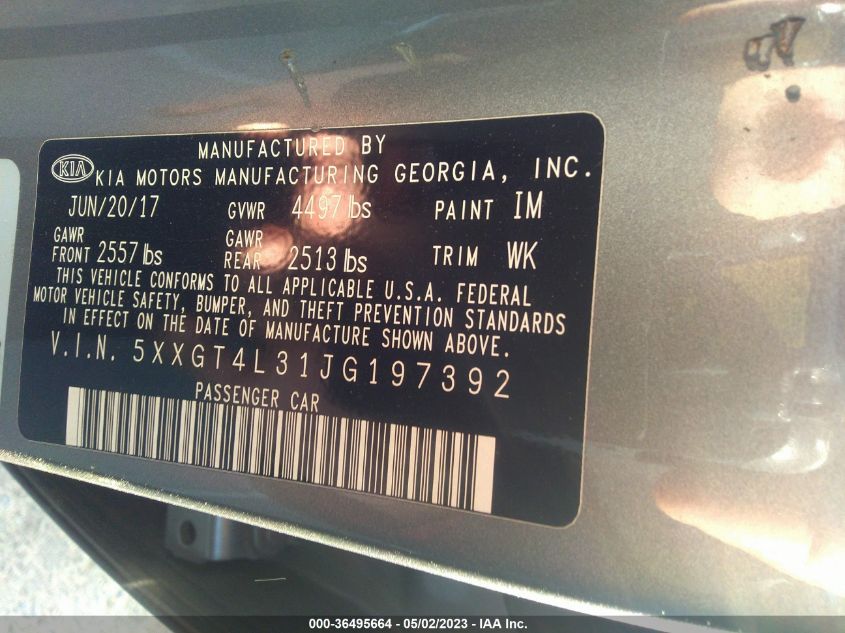 MANUFACTURED BY
KIA KIA MOTORS MANUFACTURING GEORGIA, INC.
JUN/20/17 GVWR 4497 lbs PAINT IM
GAWR FRONT 2557 lbs GAWR REAR 2513 lbs TRIM WK
THIS VEHICLE CONFORMS TO ALL APPLICABLE U.S.A. FEDERAL
MOTOR VEHICLE SAFETY, BUMPER, AND THEFT PREVENTION STANDARDS
IN EFFECT ON THE DATE OF MANUFACTURE SHOWN ABOVE.
V.I.N. 5XXGT4L31JG197392
PASSENGER CAR
000-36495664 - 05/02/2023 - IAA Inc.